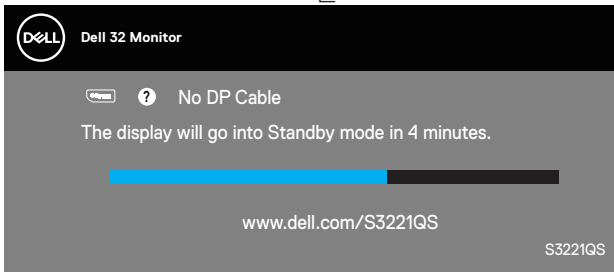 DELL
Dell 32 Monitor
? No DP Cable
The display will go into Standby mode in 4 minutes.
www.dell.com/S3221QS
S3221QS